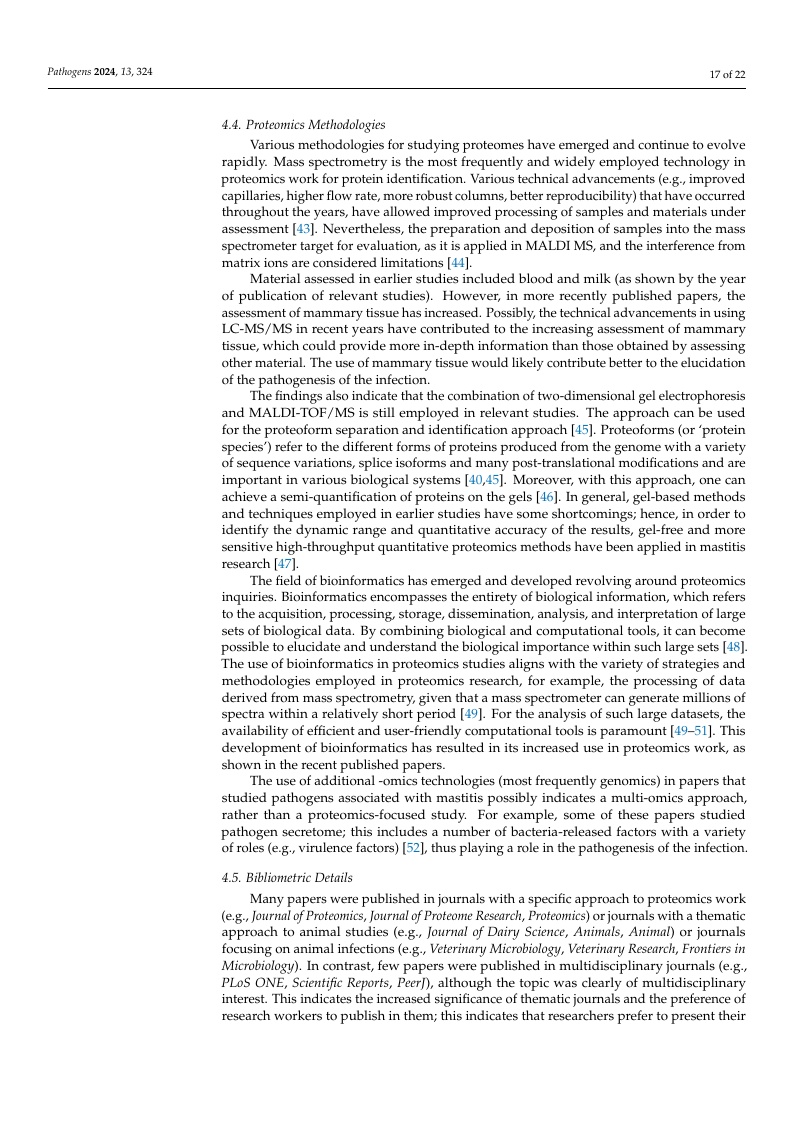 Pathogens 2024, 13, 324
17 of 22
4.4. Proteomics Methodologies
Various methodologies for studying proteomes have emerged and continue to evolve
rapidly. Mass spectrometry is the most frequently and widely employed technology in
proteomics work for protein identification. Various technical advancements (e.g., improved
capillaries, higher flow rate, more robust columns, better reproducibility) that have occurred
throughout the years, have allowed improved processing of samples and materials under
assessment [43]. Nevertheless, the preparation and deposition of samples into the mass
spectrometer target for evaluation, as it is applied in MALDI MS, and the interference from
matrix ions are considered limitations [44].
Material assessed in earlier studies included blood and milk (as shown by the year
of publication of relevant studies). However, in more recently published papers, the
assessment of mammary tissue has increased. Possibly, the technical advancements in using
LC-MS/MS in recent years have contributed to the increasing assessment of mammary
tissue, which could provide more in-depth information than those obtained by assessing
other material. The use of mammary tissue would likely contribute better to the elucidation
of the pathogenesis of the infection.
The findings also indicate that the combination of two-dimensional gel electrophoresis
and MALDI-TOF/MS is still employed in relevant studies. The approach can be used
for the proteoform separation and identification approach [45]. Proteoforms (or ‘protein
species’) refer to the different forms of proteins produced from the genome with a variety
of sequence variations, splice isoforms and many post-translational modifications and are
important in various biological systems [40,45]. Moreover, with this approach, one can
achieve a semi-quantification of proteins on the gels [46]. In general, gel-based methods
and techniques employed in earlier studies have some shortcomings; hence, in order to
identify the dynamic range and quantitative accuracy of the results, gel-free and more
sensitive high-throughput quantitative proteomics methods have been applied in mastitis
research [47].
The field of bioinformatics has emerged and developed revolving around proteomics
inquiries. Bioinformatics encompasses the entirety of biological information, which refers
to the acquisition, processing, storage, dissemination, analysis, and interpretation of large
sets of biological data. By combining biological and computational tools, it can become
possible to elucidate and understand the biological importance within such large sets [48].
The use of bioinformatics in proteomics studies aligns with the variety of strategies and
methodologies employed in proteomics research, for example, the processing of data
derived from mass spectrometry, given that a mass spectrometer can generate millions of
spectra within a relatively short period [49]. For the analysis of such large datasets, the
availability of efficient and user-friendly computational tools is paramount [49–51]. This
development of bioinformatics has resulted in its increased use in proteomics work, as
shown in the recent published papers.
The use of additional -omics technologies (most frequently genomics) in papers that
studied pathogens associated with mastitis possibly indicates a multi-omics approach,
rather than a proteomics-focused study. For example, some of these papers studied
pathogen secretome; this includes a number of bacteria-released factors with a variety
of roles (e.g., virulence factors) [52], thus playing a role in the pathogenesis of the infection.
4.5. Bibliometric Details
Many papers were published in journals with a specific approach to proteomics work
(e.g., Journal of Proteomics, Journal of Proteome Research, Proteomics) or journals with a thematic
approach to animal studies (e.g., Journal of Dairy Science, Animals, Animal) or journals
focusing on animal infections (e.g., Veterinary Microbiology, Veterinary Research, Frontiers in
Microbiology). In contrast, few papers were published in multidisciplinary journals (e.g.,
PLoS ONE, Scientific Reports, PeerJ), although the topic was clearly of multidisciplinary
interest. This indicates the increased significance of thematic journals and the preference of
research workers to publish in them; this indicates that researchers prefer to present their